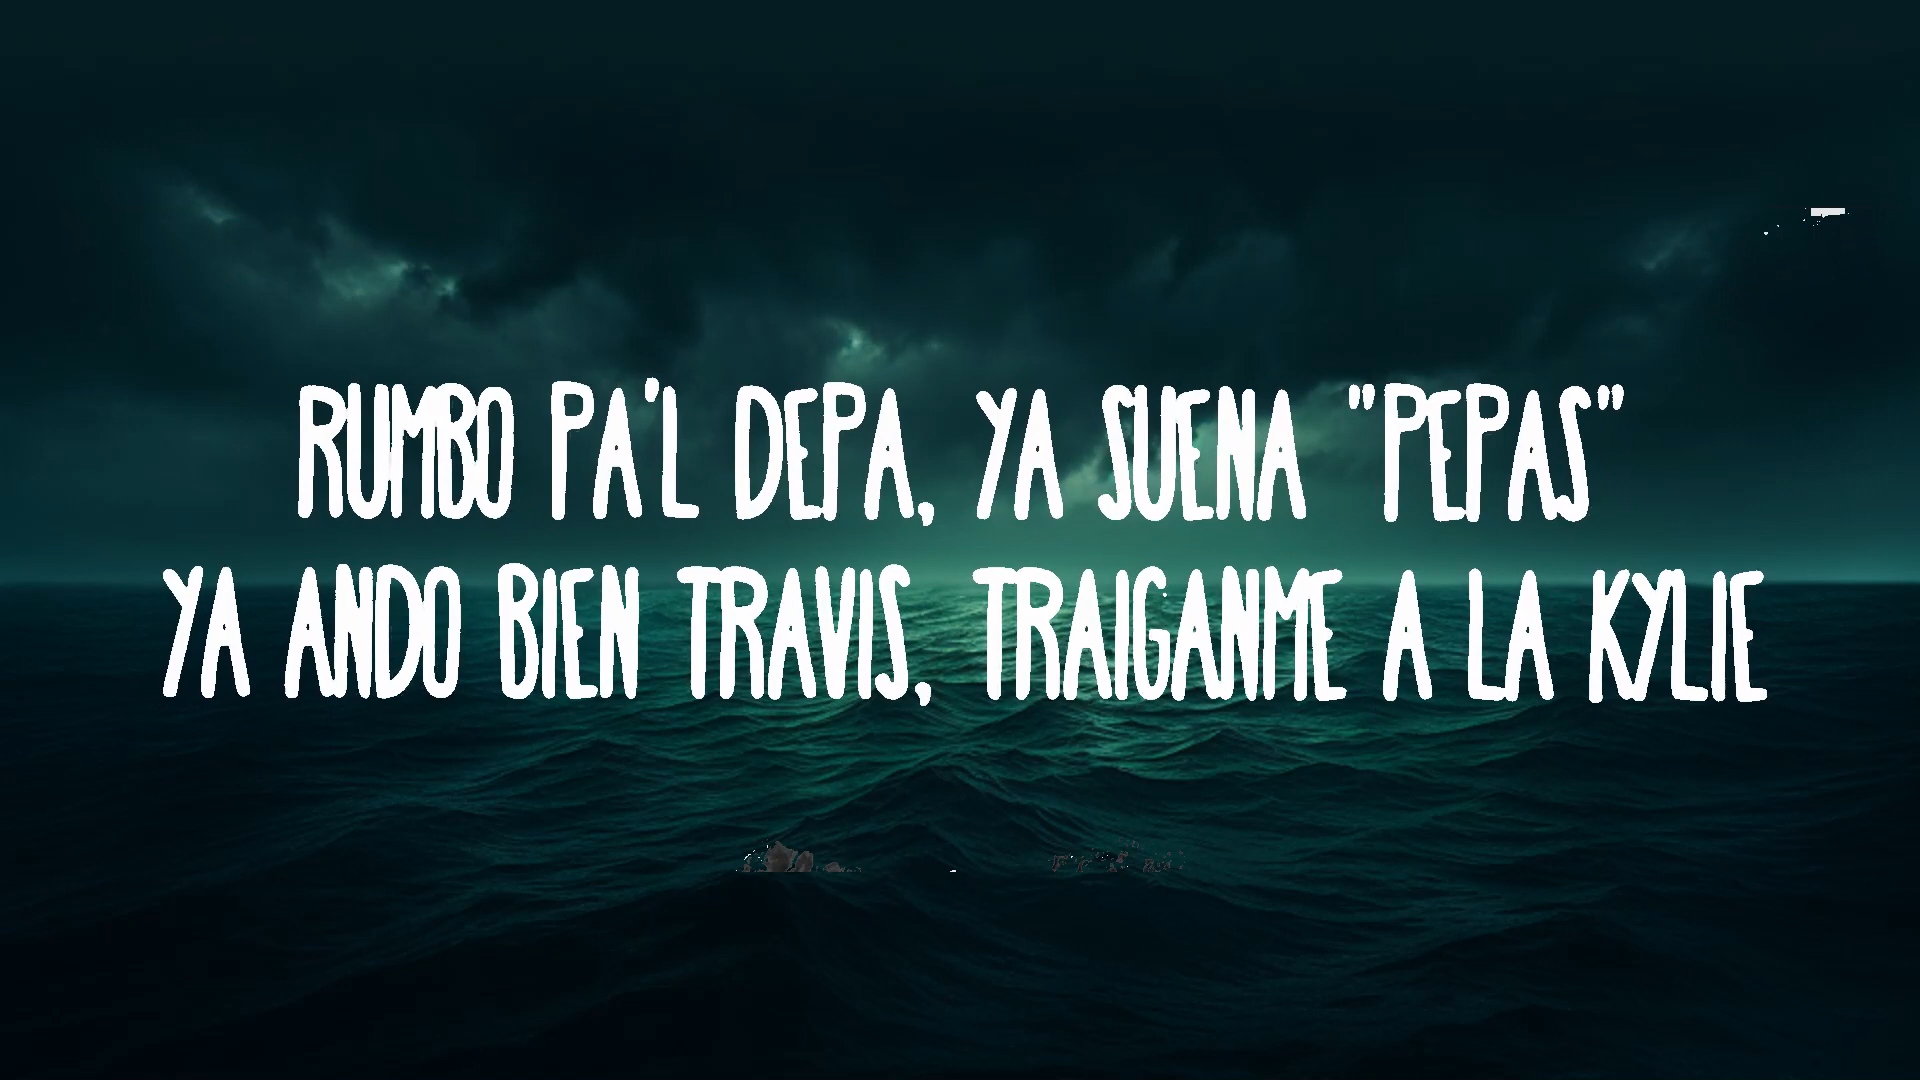 RUMBO PA'L DEPA, YA SUENA "PEPAS"
YA ANDO BIEN TRAVIS, TRAIGANME A LA KYLIE